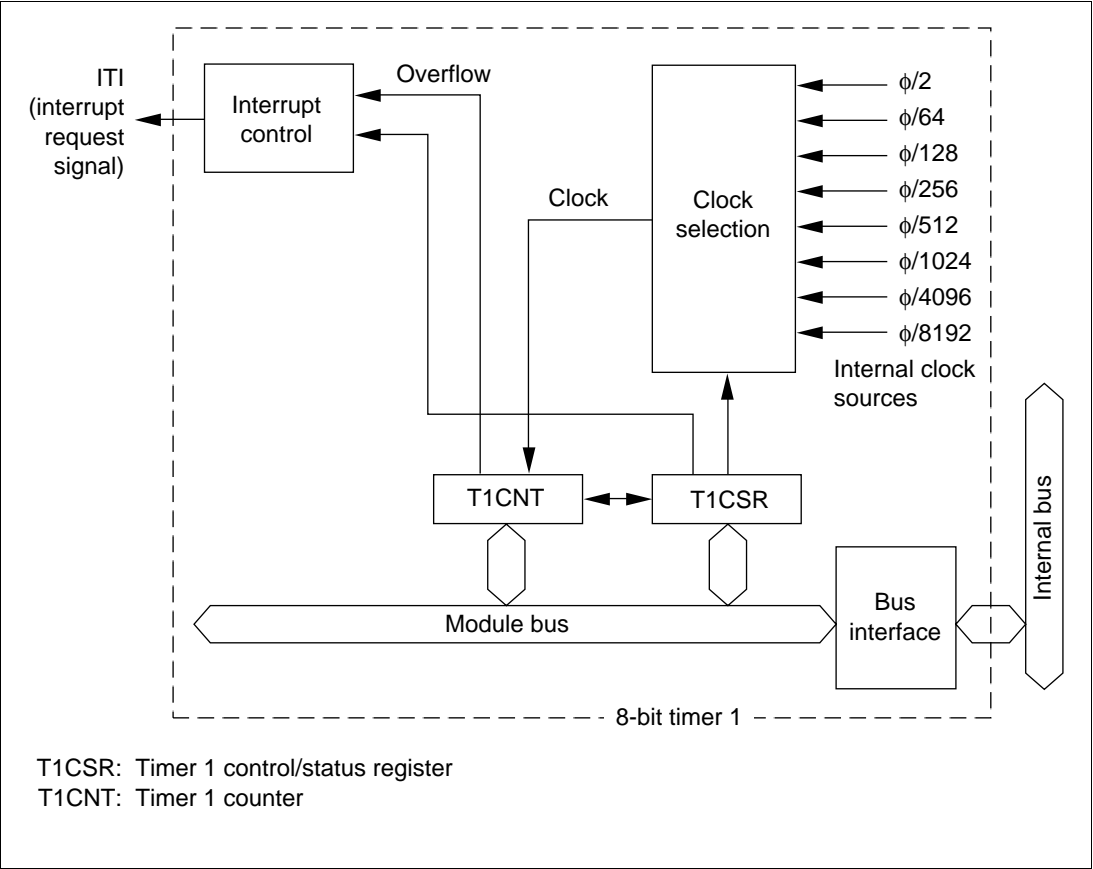 ITI
(interrupt
request
signal)
Interrupt
control
Overflow
Clock
Clock
selection
ϕ/2
ϕ/64
ϕ/128
ϕ/256
ϕ/512
ϕ/1024
ϕ/4096
ϕ/8192
Internal clock
sources
T1CNT
T1CSR
Module bus
Bus
interface
Internal bus
8-bit timer 1
T1CSR: Timer 1 control/status register
T1CNT: Timer 1 counter